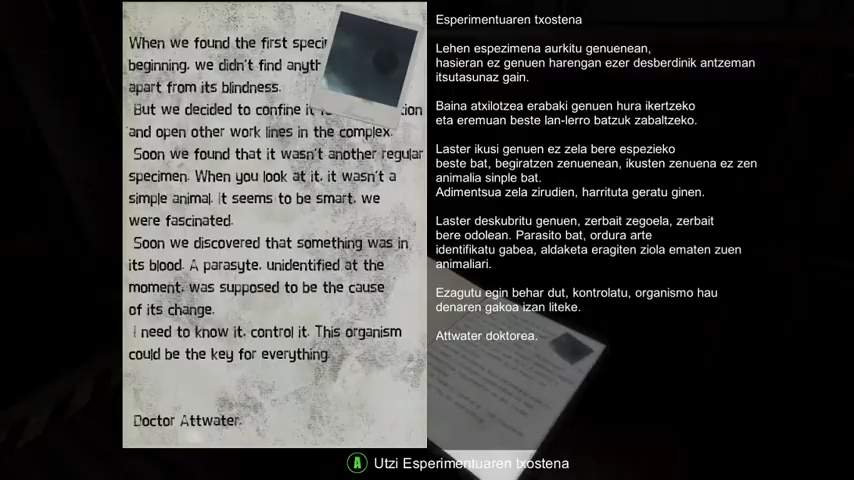 When we found the first speci
beginning, we didn't find anyth
apart from its blindness.
But we decided to confine it
and open other work lines in the complex.
Soon we found that it wasn't another regular
specimen. When you look at it, it wasn't a
simple animal, it seems to be smart, we
were fascinated.
Soon we discovered that something was in
its blood. A parasyte, unidentified at the
moment, was supposed to be the cause
of its change.
I need to know it, control it. This organism
could be the key for everything.
Doctor Attwater.
Esperimentuaren txostena
Lehen espezimena aurkitu genuenean,
hasieran ez genuen harengan ezer desberdinik antzeman
itsutasunaz gain.
Baina atxilotzea erabaki genuen hura ikertzeko
eta eremuan beste lan-lerro batzuk zabaltzeko.
Laster ikusi genuen ez zela bere espezieko
beste bat, begiratzen zenuenean, ikusten zenuena ez zen
animalia sinple bat.
Adimentsua zela zirudien, harrituta geratu ginen.
Laster deskubritu genuen, zerbait zegoela, zerbait
bere odolean. Parasito bat, ordura arte
identifikatu gabea, aldaketa eragiten ziola ematen zuen
animaliari.
Ezagutu egin behar dut, kontrolatu, organismo hau
denaren gakoa izan liteke.
Attwater doktorea.
A Utzi Esperimentuaren txostena